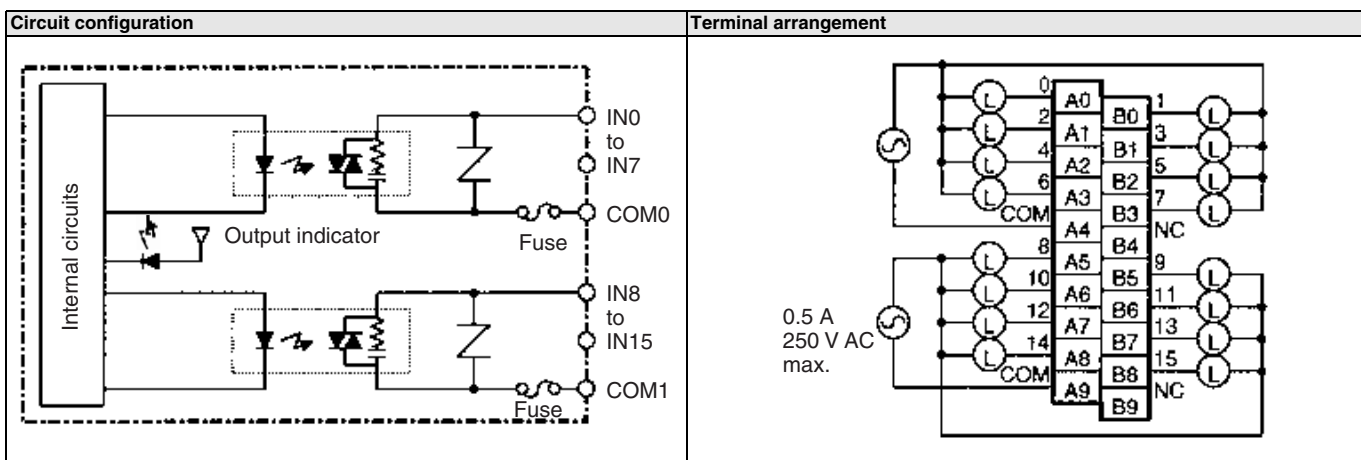 Circuit configuration
Terminal arrangement
Internal circuits
IN0
to
IN7
COM0
Fuse
Output indicator
IN8
to
IN15
COM1
Fuse
0.5 A
250 V AC
max.
L 0 A0 B0 1 L
L 2 A1 B1 3 L
L 4 A2 B2 5 L
L 6 A3 B3 7 L
COM A4 B4 NC
L 8 A5 B5 9 L
L 10 A6 B6 11 L
L 12 A7 B7 13 L
L 14 A8 B8 15 L
COM A9 B9 NC